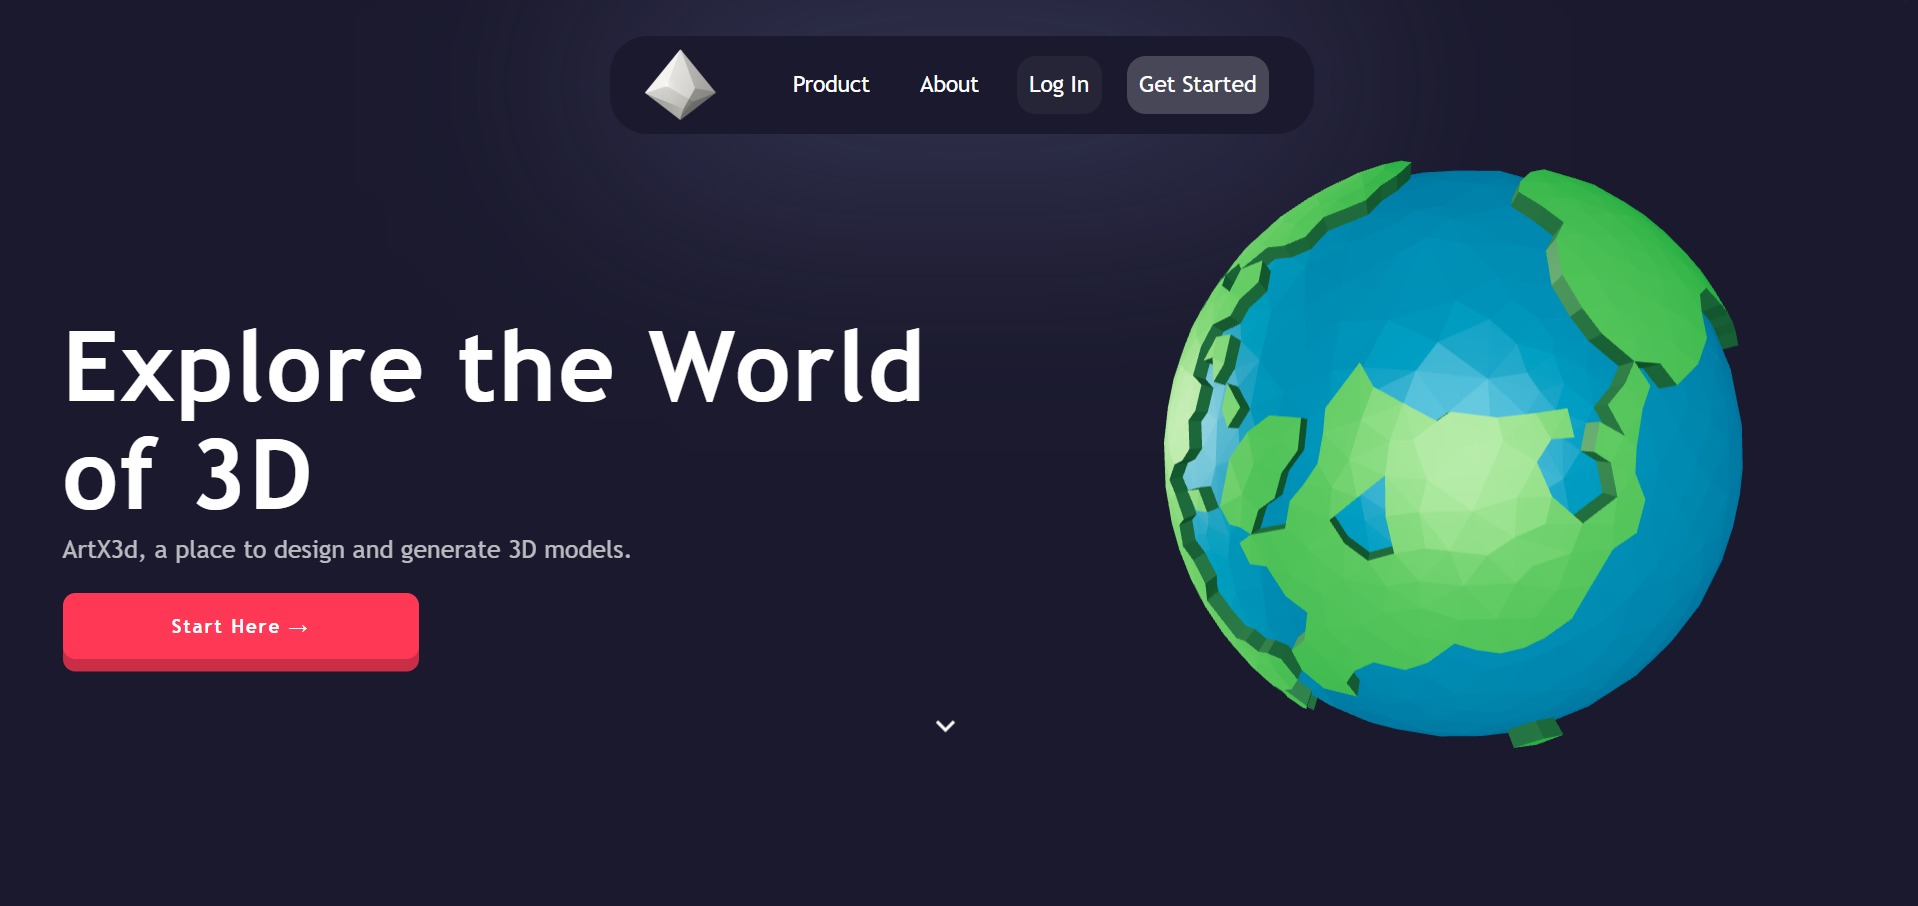 Product About Log In Get Started
Explore the World
of 3D
ArtX3d, a place to design and generate 3D models.
Start Here →